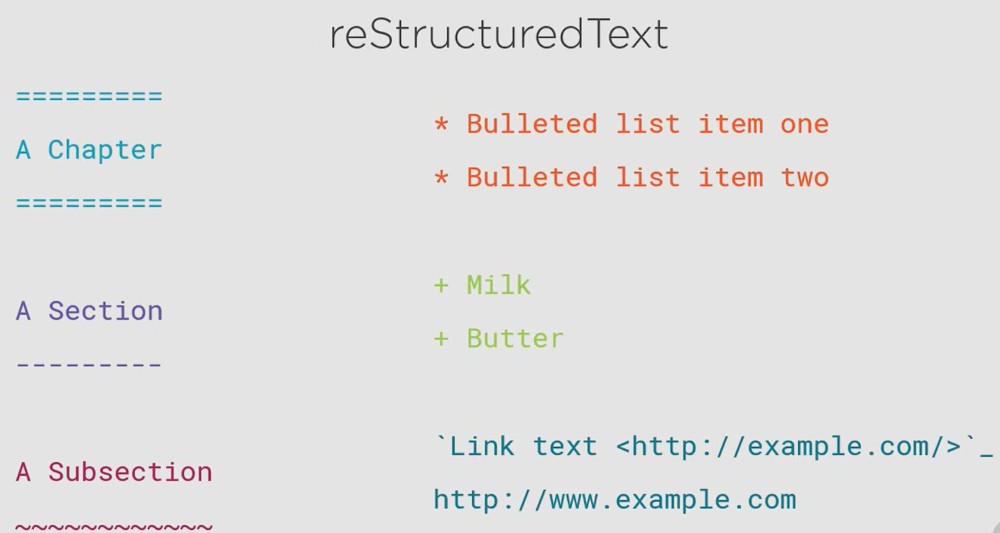 reStructuredText
=========
A Chapter
=========
A Section
---------
A Subsection
~~~~~~~~~~~~
* Bulleted list item one
* Bulleted list item two
+ Milk
+ Butter
`Link text <http://example.com/>`_
http://www.example.com